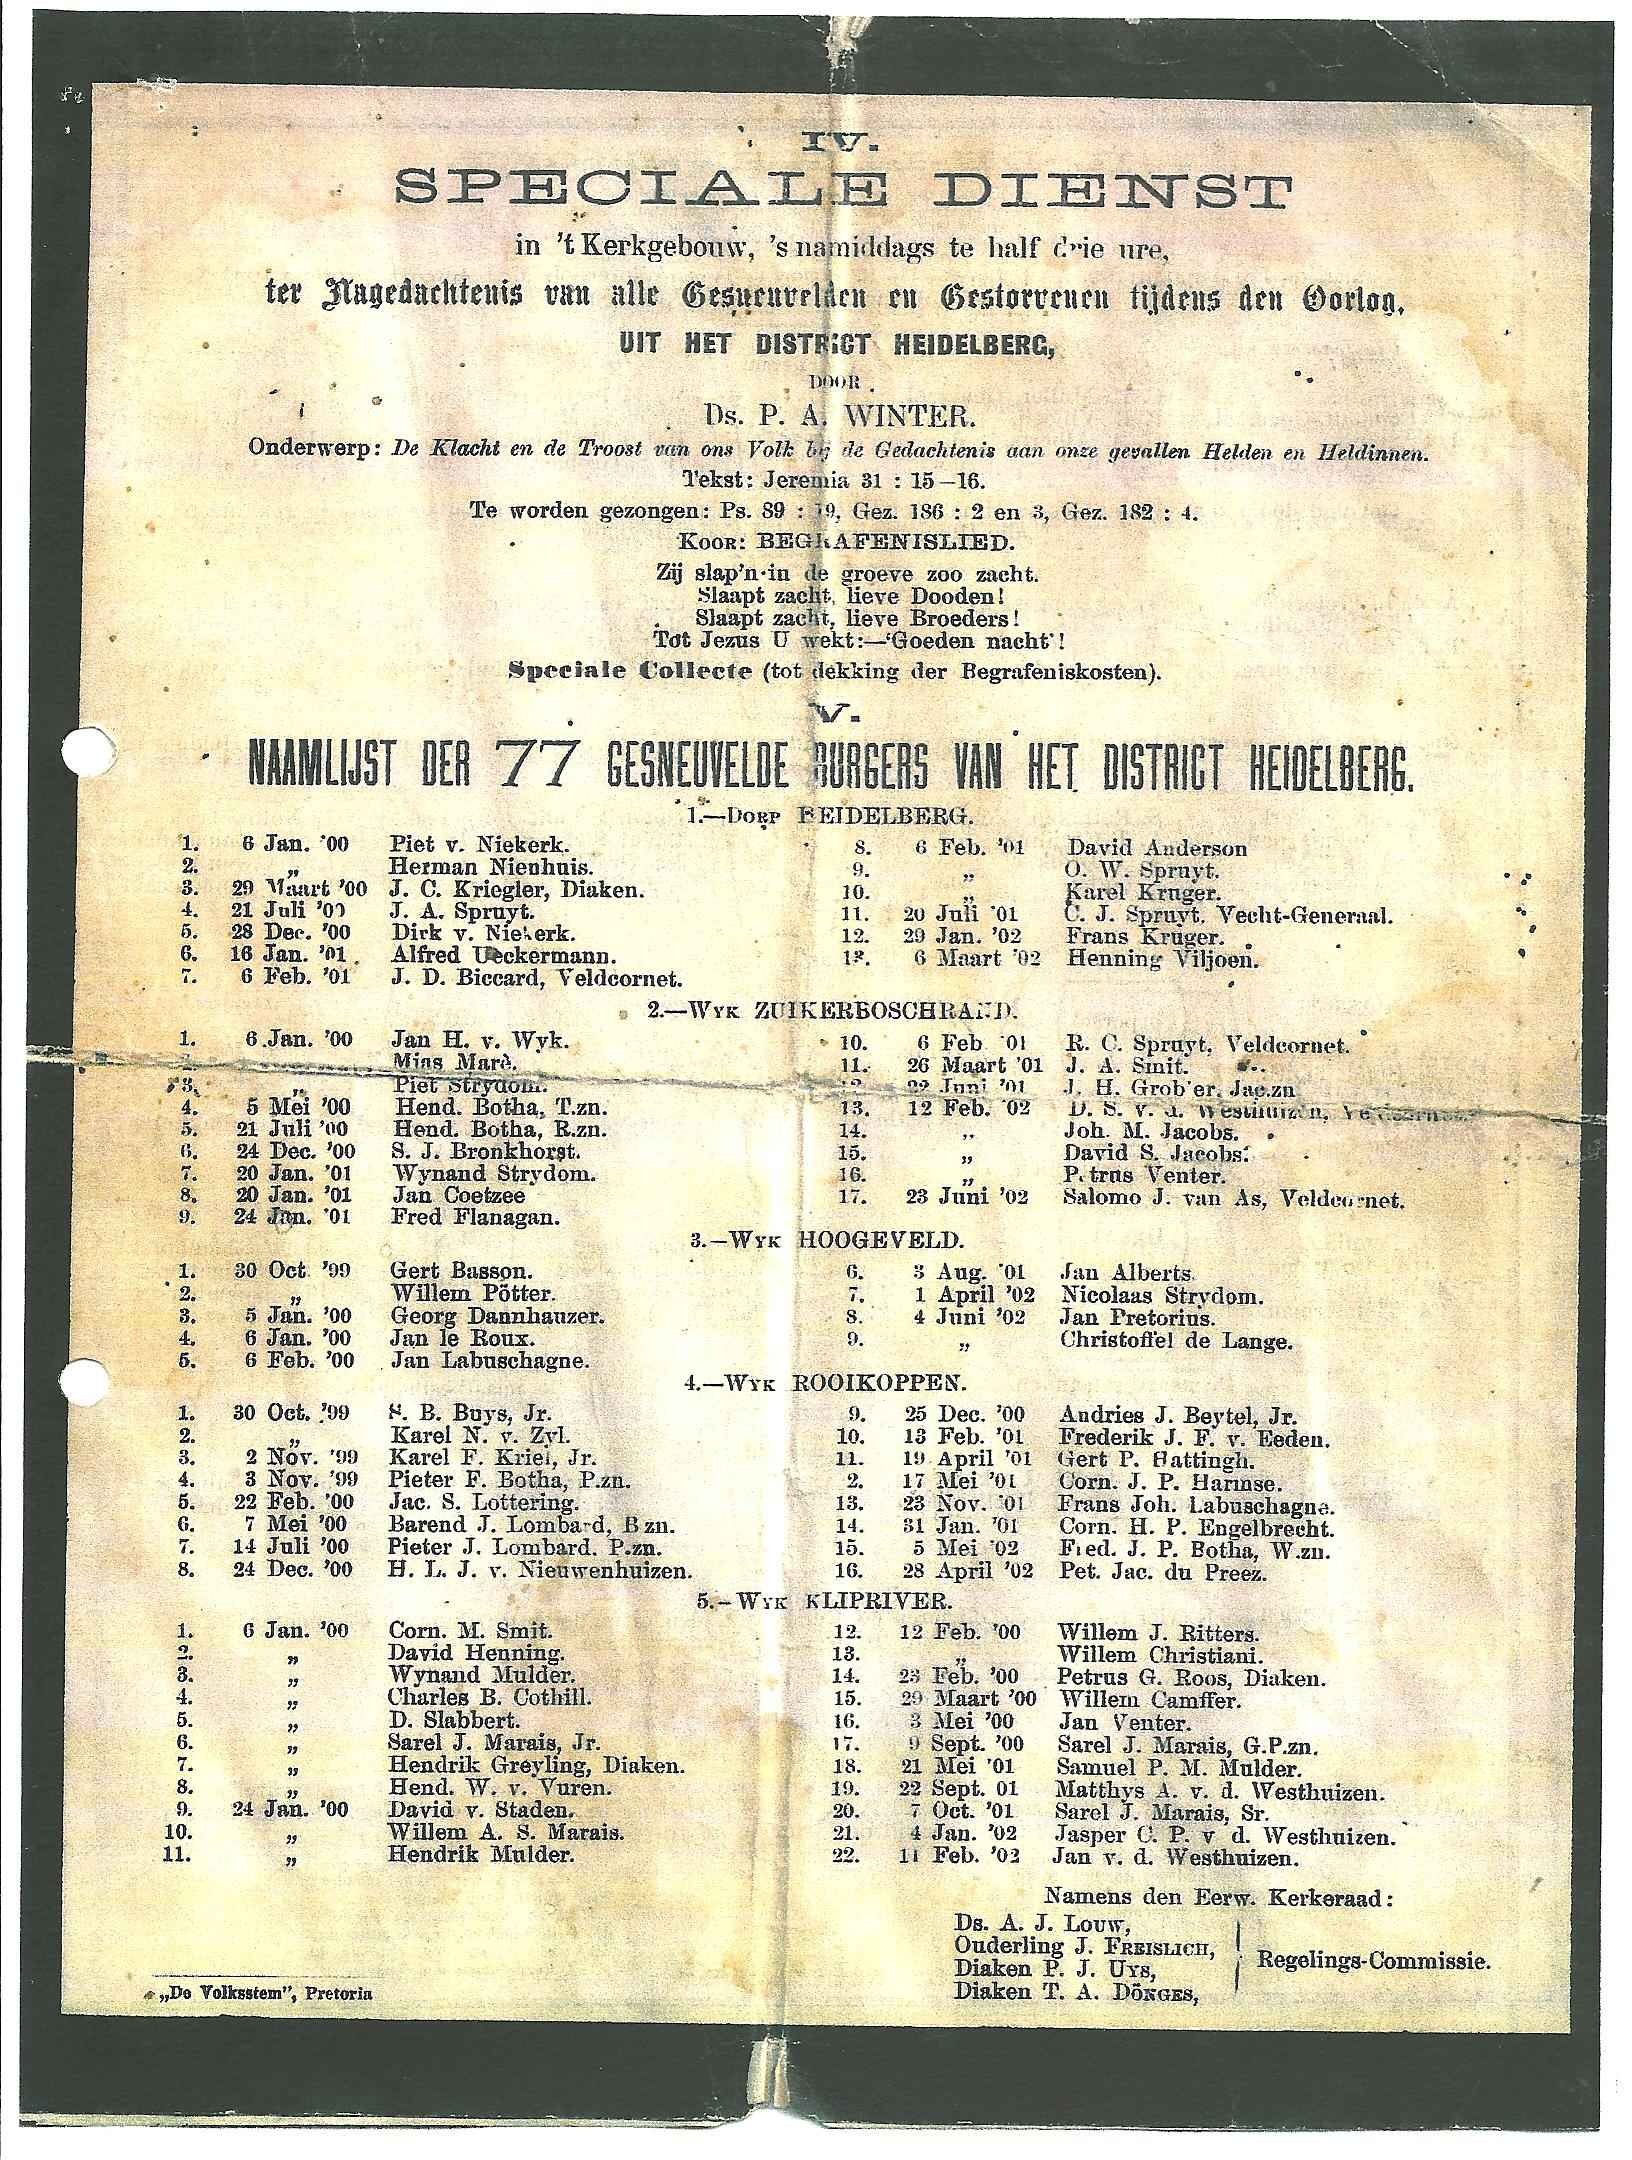 IV.
SPECIALE DIENST
in 't Kerkgebouw, 's namiddags te half drie ure,
ter Nagedachtenis van alle Gesneuvelden en Gestorvenen tijdens den Oorlog,
UIT HET DISTRICT HEIDELBERG,
DOOR
Ds. P. A. WINTER.
Onderwerp: De Klacht en de Troost van ons Volk bij de Gedachtenis aan onze gevallen Helden en Heldinnen.
Tekst: Jeremia 31 : 15—16.
Te worden gezongen: Ps. 89 : 19, Gez. 186 : 2 en 3, Gez. 182 : 4.
Koor: BEGRAFENISLIED.
Zij slap'n in de groeve zoo zacht.
Slaapt zacht, lieve Dooden!
Slaapt zacht, lieve Broeders!
Tot Jezus U wekt:—'Goeden nacht'!
Speciale Collecte (tot dekking der Begrafeniskosten).
V.
NAAMLIJST DER 77 GESNEUVELDE BURGERS VAN HET DISTRICT HEIDELBERG.
1.—Dorp HEIDELBERG.
1. 6 Jan. '00 Piet v. Niekerk.
2. „ Herman Nienhuis.
3. 29 Maart '00 J. C. Kriegler, Diaken.
4. 21 Juli '00 J. A. Spruyt.
5. 28 Dec. '00 Dirk v. Niekerk.
6. 16 Jan. '01. Alfred Ueckermann.
7. 6 Feb. '01 J. D. Biccard, Veldcornet.
8. 6 Feb. '01 David Anderson
9. „ O. W. Spruyt.
10. „ Karel Kruger.
11. 20 Juli '01 C. J. Spruyt, Vecht-Generaal.
12. 29 Jan. '02 Frans Krüger.
13. 6 Maart '02 Henning Viljoen.
2.—Wyk ZUIKERBOSCHRAND.
1. 6 Jan. '00 Jan H. v. Wyk.
2. Mias Maré.
3. „ Piet Strydom.
4. 5 Mei '00 Hend. Botha, T.zn.
5. 21 Juli '00 Hend. Botha, R.zn.
6. 24 Dec. '00 S. J. Bronkhorst.
7. 20 Jan. '01 Wynand Strydom.
8. 20 Jan. '01 Jan Coetzee
9. 24 Jan. '01 Fred Flanagan.
10. 6 Feb '01 R. C. Spruyt, Veldcornet.
11. 26 Maart '01 J. A. Smit.
12 22 Juni '01 J. H. Grobler, Jac.zn
13. 12 Feb. '02 D. S. v. d. Westhuizen, Veldcornet.
14. „ Joh. M. Jacobs.
15. „ David S. Jacobs.
16. „ Petrus Venter.
17. 23 Juni '02 Salomo J. van As, Veldcornet.
3.—Wyk HOOGEVELD.
1. 30 Oct. '99 Gert Basson.
2. „ Willem Pötter.
3. 5 Jan. '00 Georg Dannhauzer.
4. 6 Jan. '00 Jan le Roux.
5. 6 Feb. '00 Jan Labuschagne.
6. 3 Aug. '01 Jan Alberts.
7. 1 April '02 Nicolaas Strydom.
8. 4 Juni '02 Jan Pretorius.
9. „ Christoffel de Lange.
4.—Wyk ROOIKOPPEN.
1. 30 Oct. '99 S. B. Buys, Jr.
2. „ Karel N. v. Zyl.
3. 2 Nov. '99 Karel F. Kriel, Jr.
4. 3 Nov. '99 Pieter F. Botha, P.zn.
5. 22 Feb. '00 Jac. S. Lottering.
6. 7 Mei '00 Barend J. Lombard, B zn.
7. 14 Juli '00 Pieter J. Lombard. P.zn.
8. 24 Dec. '00 H. L. J. v. Nieuwenhuizen.
9. 25 Dec. '00 Andries J. Beytel, Jr.
10. 13 Feb. '01 Frederik J. F. v. Eeden.
11. 19 April '01 Gert P. Hattingh.
2. 17 Mei '01 Corn. J. P. Harmse.
13. 23 Nov. '01 Frans Joh. Labuschagne.
14. 31 Jan. '01 Corn. H. P. Engelbrecht.
15. 5 Mei '02 Fred. J. P. Botha, W.zn.
16. 28 April '02 Pet. Jac. du Preez.
5.—Wyk KLIPRIVER.
1. 6 Jan. '00 Corn. M. Smit.
2. „ David Henning.
3. „ Wynand Mulder.
4. „ Charles B. Cothill.
5. „ D. Slabbert.
6. „ Sarel J. Marais, Jr.
7. „ Hendrik Greyling, Diaken.
8. „ Hend. W. v. Vuren.
9. 24 Jan. '00 David v. Staden.
10. „ Willem A. S. Marais.
11. „ Hendrik Mulder.
12. 12 Feb. '00 Willem J. Ritters.
13. „ Willem Christiani.
14. 23 Feb. '00 Petrus G. Roos, Diaken.
15. 29 Maart '00 Willem Camffer.
16. 3 Mei '00 Jan Venter.
17. 9 Sept. '00 Sarel J. Marais, G.P.zn.
18. 21 Mei '01 Samuel P. M. Mulder.
19. 22 Sept. 01 Matthys A. v. d. Westhuizen.
20. 7 Oct. '01 Sarel J. Marais, Sr.
21. 4 Jan. '02 Jasper C. P. v d. Westhuizen.
22. 11 Feb. '02 Jan v. d. Westhuizen.
Namens den Eerw. Kerkeraad:
Ds. A. J. Louw,
Ouderling J. Freislich,
Diaken P. J. Uys,
Diaken T. A. Dönges,
Regelings-Commissie.
„De Volksstem", Pretoria